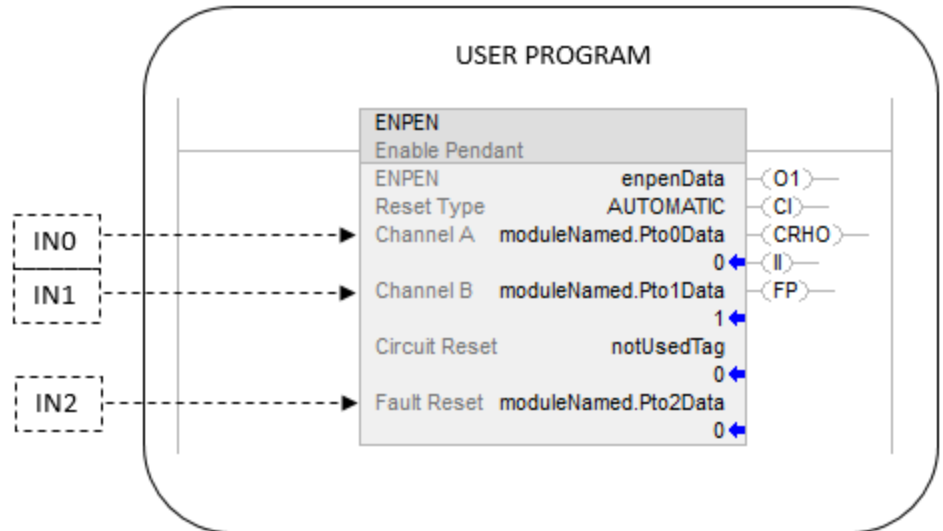 USER PROGRAM
ENPEN
Enable Pendant
ENPEN enpenData (O1)
Reset Type AUTOMATIC (CI)
IN0 Channel A moduleNamed.Pto0Data (CRHO)
0 (II)
IN1 Channel B moduleNamed.Pto1Data (FP)
1
Circuit Reset notUsedTag
0
IN2 Fault Reset moduleNamed.Pto2Data
0